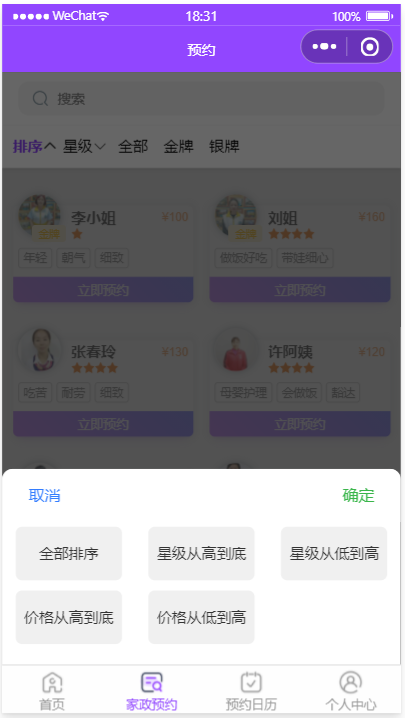 WeChat 18:31 100%
预约
搜索
排序 星级 全部 金牌 银牌
金牌 李小姐 ¥100
金牌 刘姐 ¥160
年轻 朝气 细致
做饭好吃 带娃细心
立即预约 立即预约
张春玲 ¥130
许阿姨 ¥120
吃苦 耐劳 细致
母婴护理 会做饭 豁达
立即预约 立即预约
取消 确定
全部排序 星级从高到底 星级从低到高
价格从高到底 价格从低到高
首页 家政预约 预约日历 个人中心